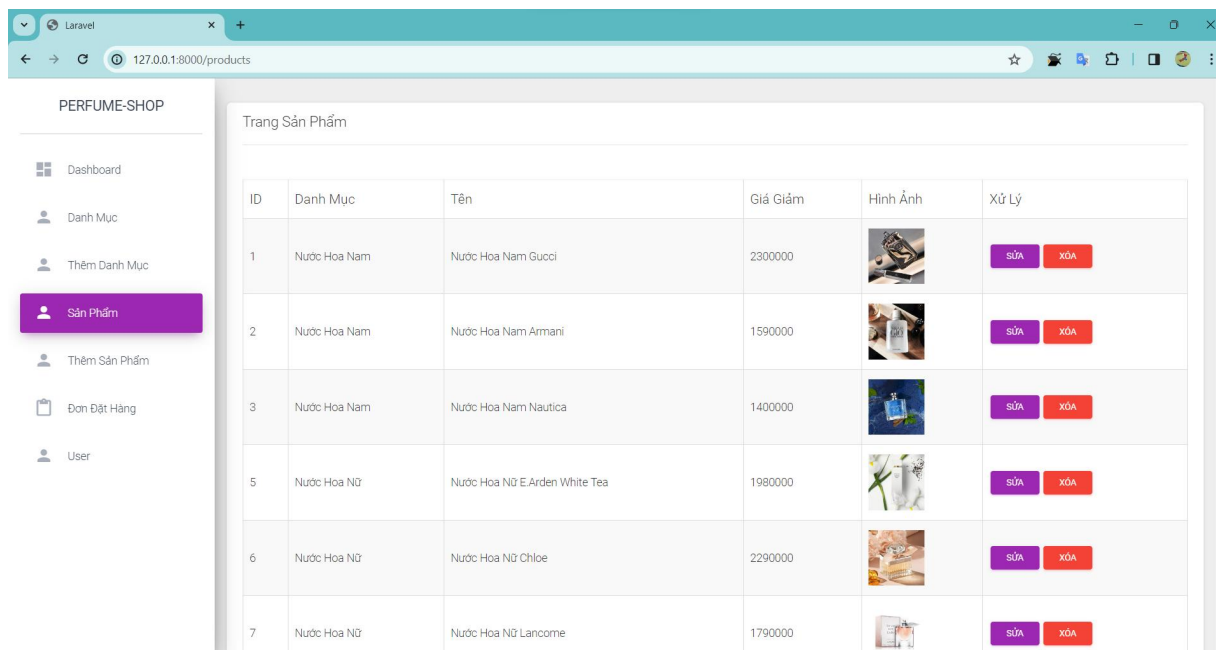 Laravel
127.0.0.1:8000/products
PERFUME-SHOP
Dashboard
Danh Mục
Thêm Danh Mục
Sản Phẩm
Thêm Sản Phẩm
Đơn Đặt Hàng
User
Trang Sản Phẩm
ID Danh Mục Tên Giá Giảm Hình Ảnh Xử Lý
1 Nước Hoa Nam Nước Hoa Nam Gucci 2300000 SỬA XÓA
2 Nước Hoa Nam Nước Hoa Nam Armani 1590000 SỬA XÓA
3 Nước Hoa Nam Nước Hoa Nam Nautica 1400000 SỬA XÓA
5 Nước Hoa Nữ Nước Hoa Nữ E.Arden White Tea 1980000 SỬA XÓA
6 Nước Hoa Nữ Nước Hoa Nữ Chloe 2290000 SỬA XÓA
7 Nước Hoa Nữ Nước Hoa Nữ Lancome 1790000 SỬA XÓA